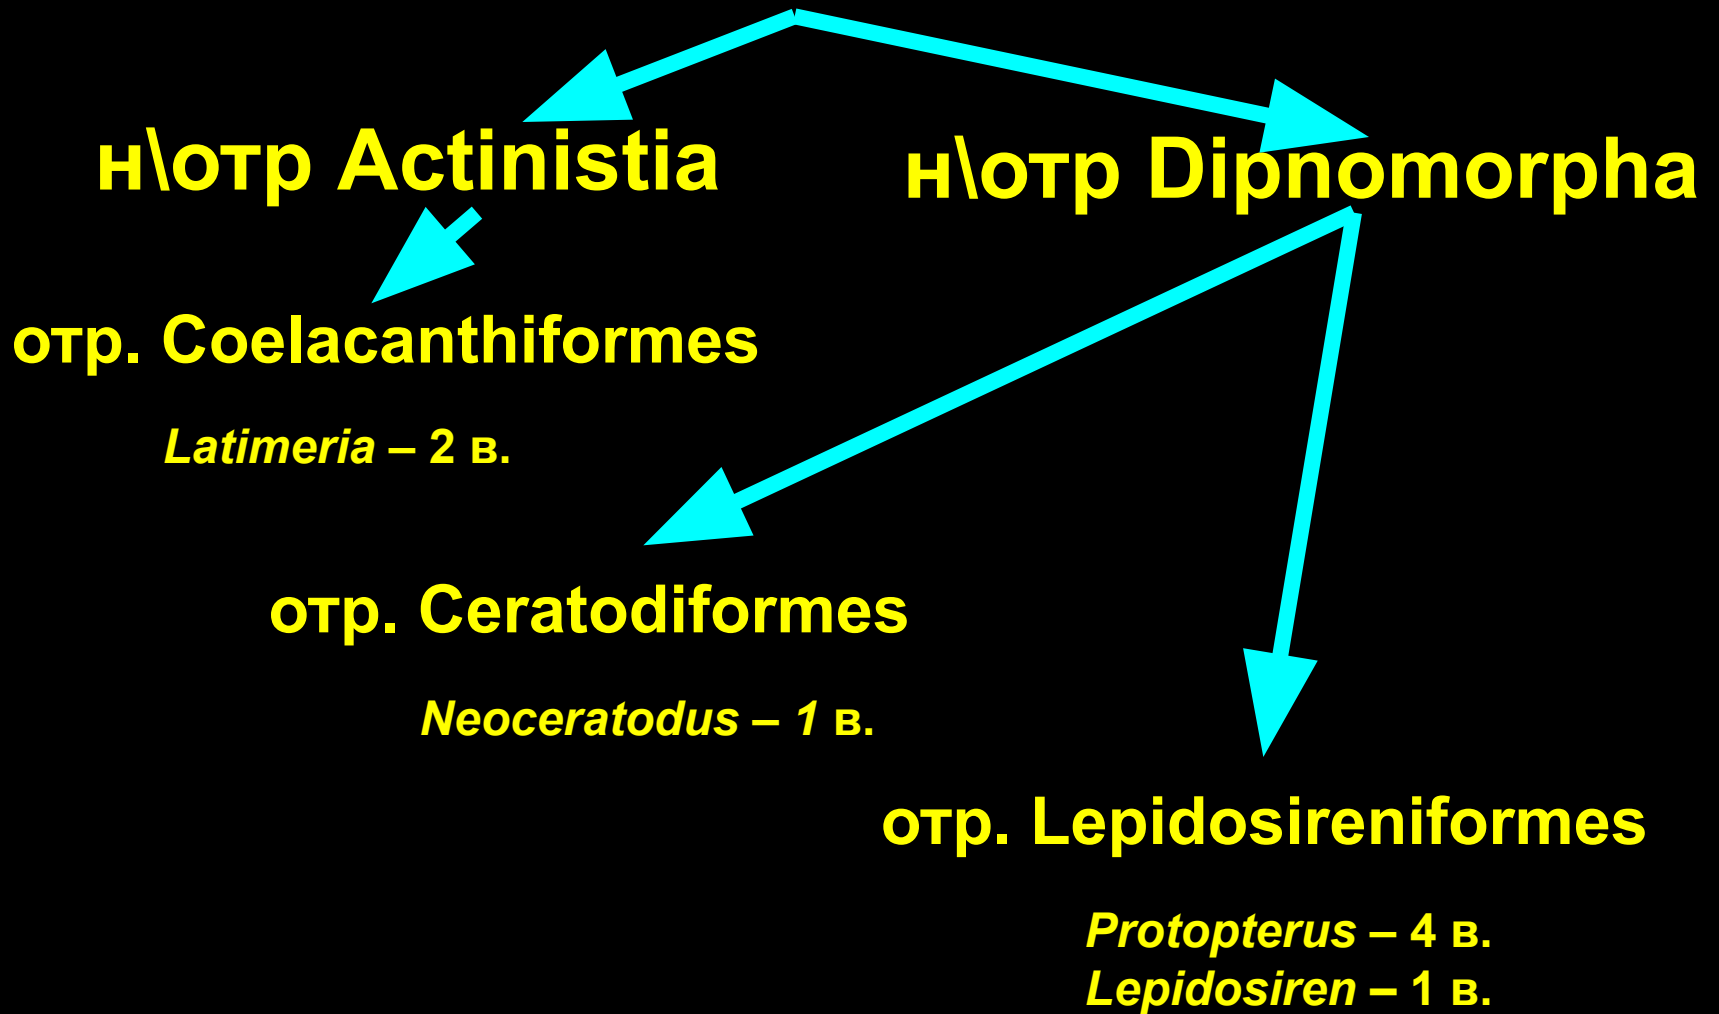 н\отр Actinistia
н\отр Dipnomorpha
отр. Coelacanthiformes
Latimeria – 2 в.
отр. Ceratodiformes
Neoceratodus – 1 в.
отр. Lepidosireniformes
Protopterus – 4 в.
Lepidosiren – 1 в.